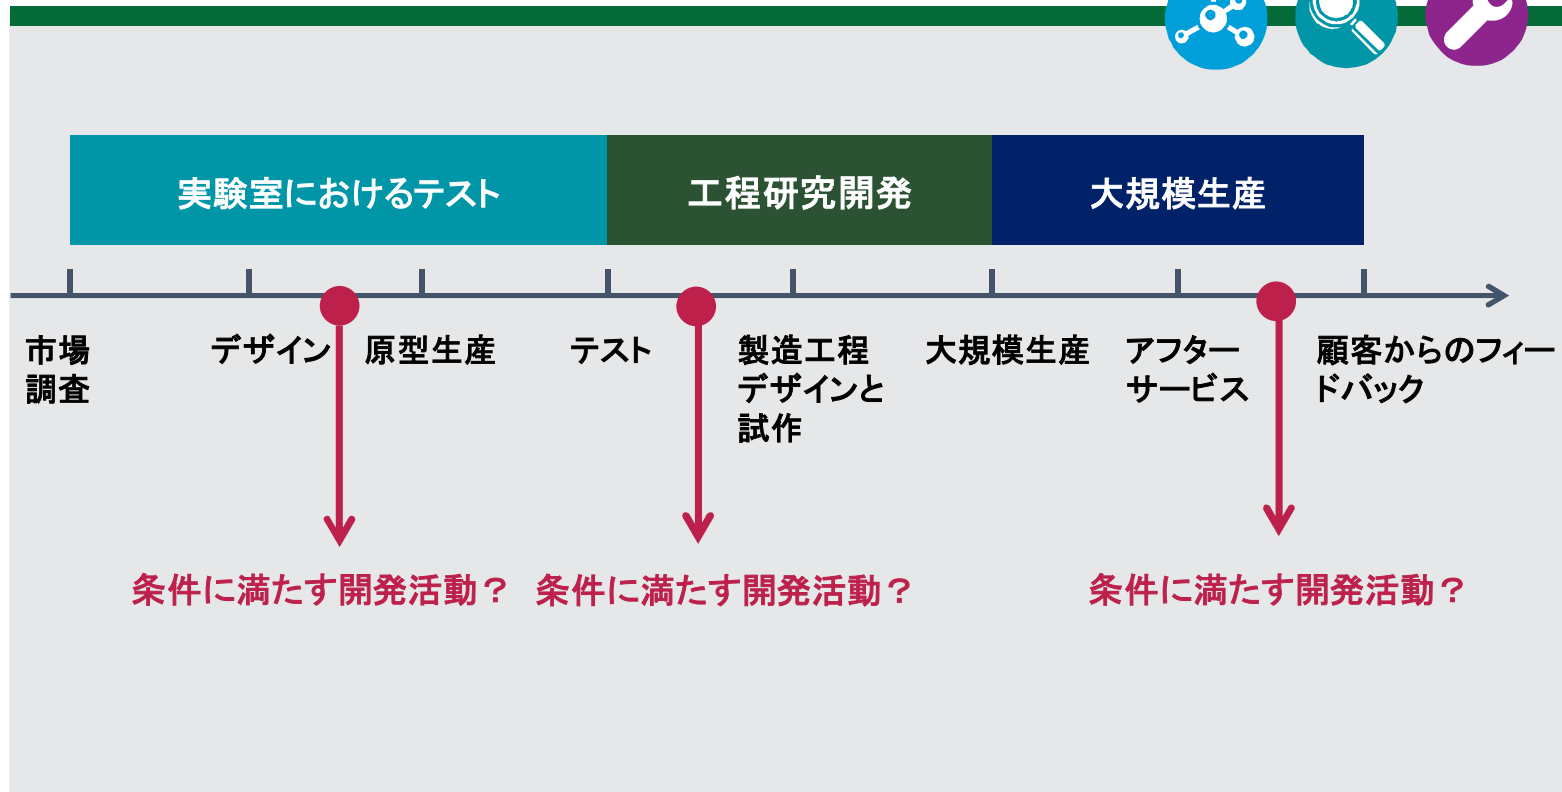 実験室におけるテスト
工程研究開発
大規模生産
市場
調査
デザイン
原型生産
テスト
製造工程
デザインと
試作
大規模生産
アフター
サービス
顧客からのフィー
ドバック
条件に満たす開発活動？
条件に満たす開発活動？
条件に満たす開発活動？